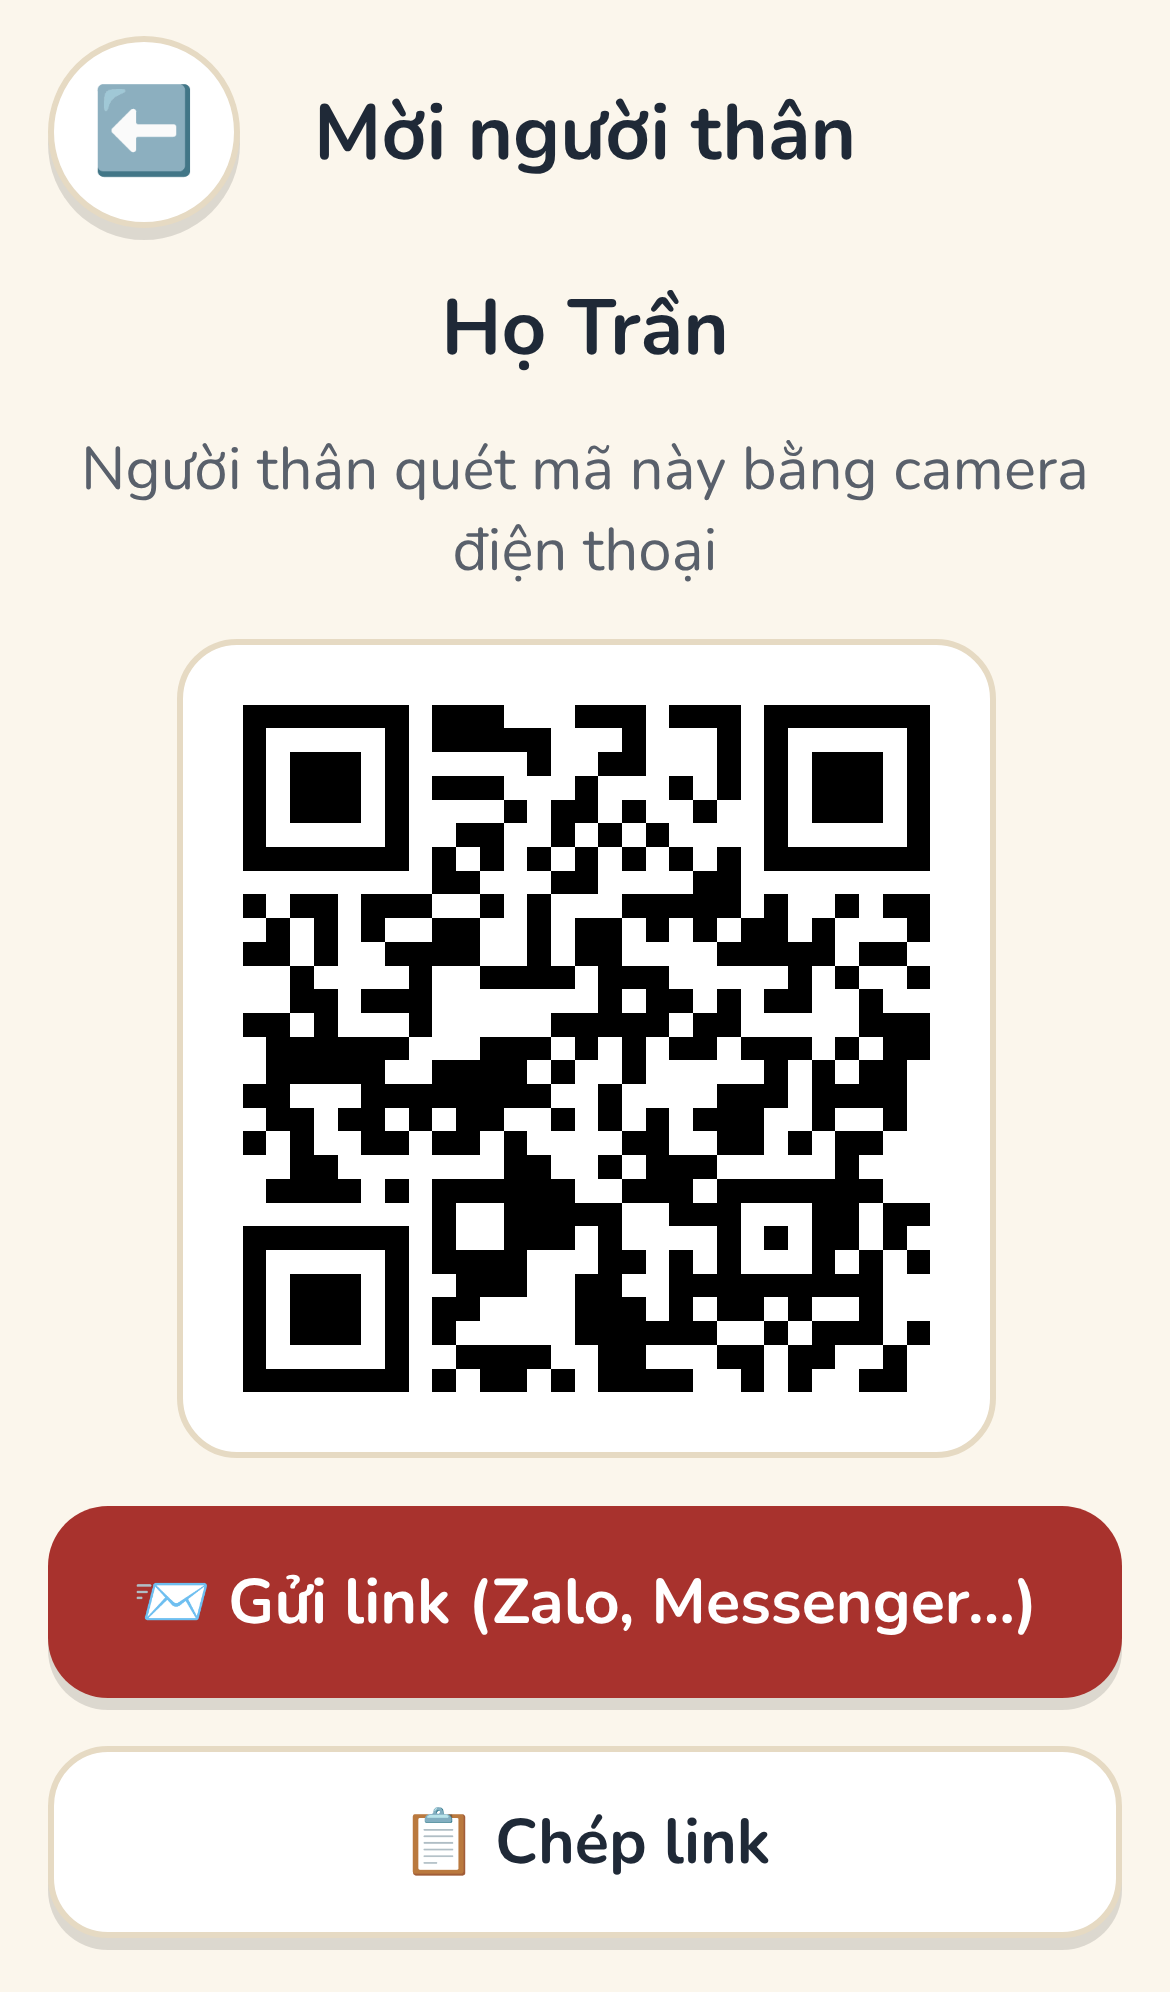 Mời người thân
Họ Trần
Người thân quét mã này bằng camera
điện thoại
Gửi link (Zalo, Messenger...)
Chép link